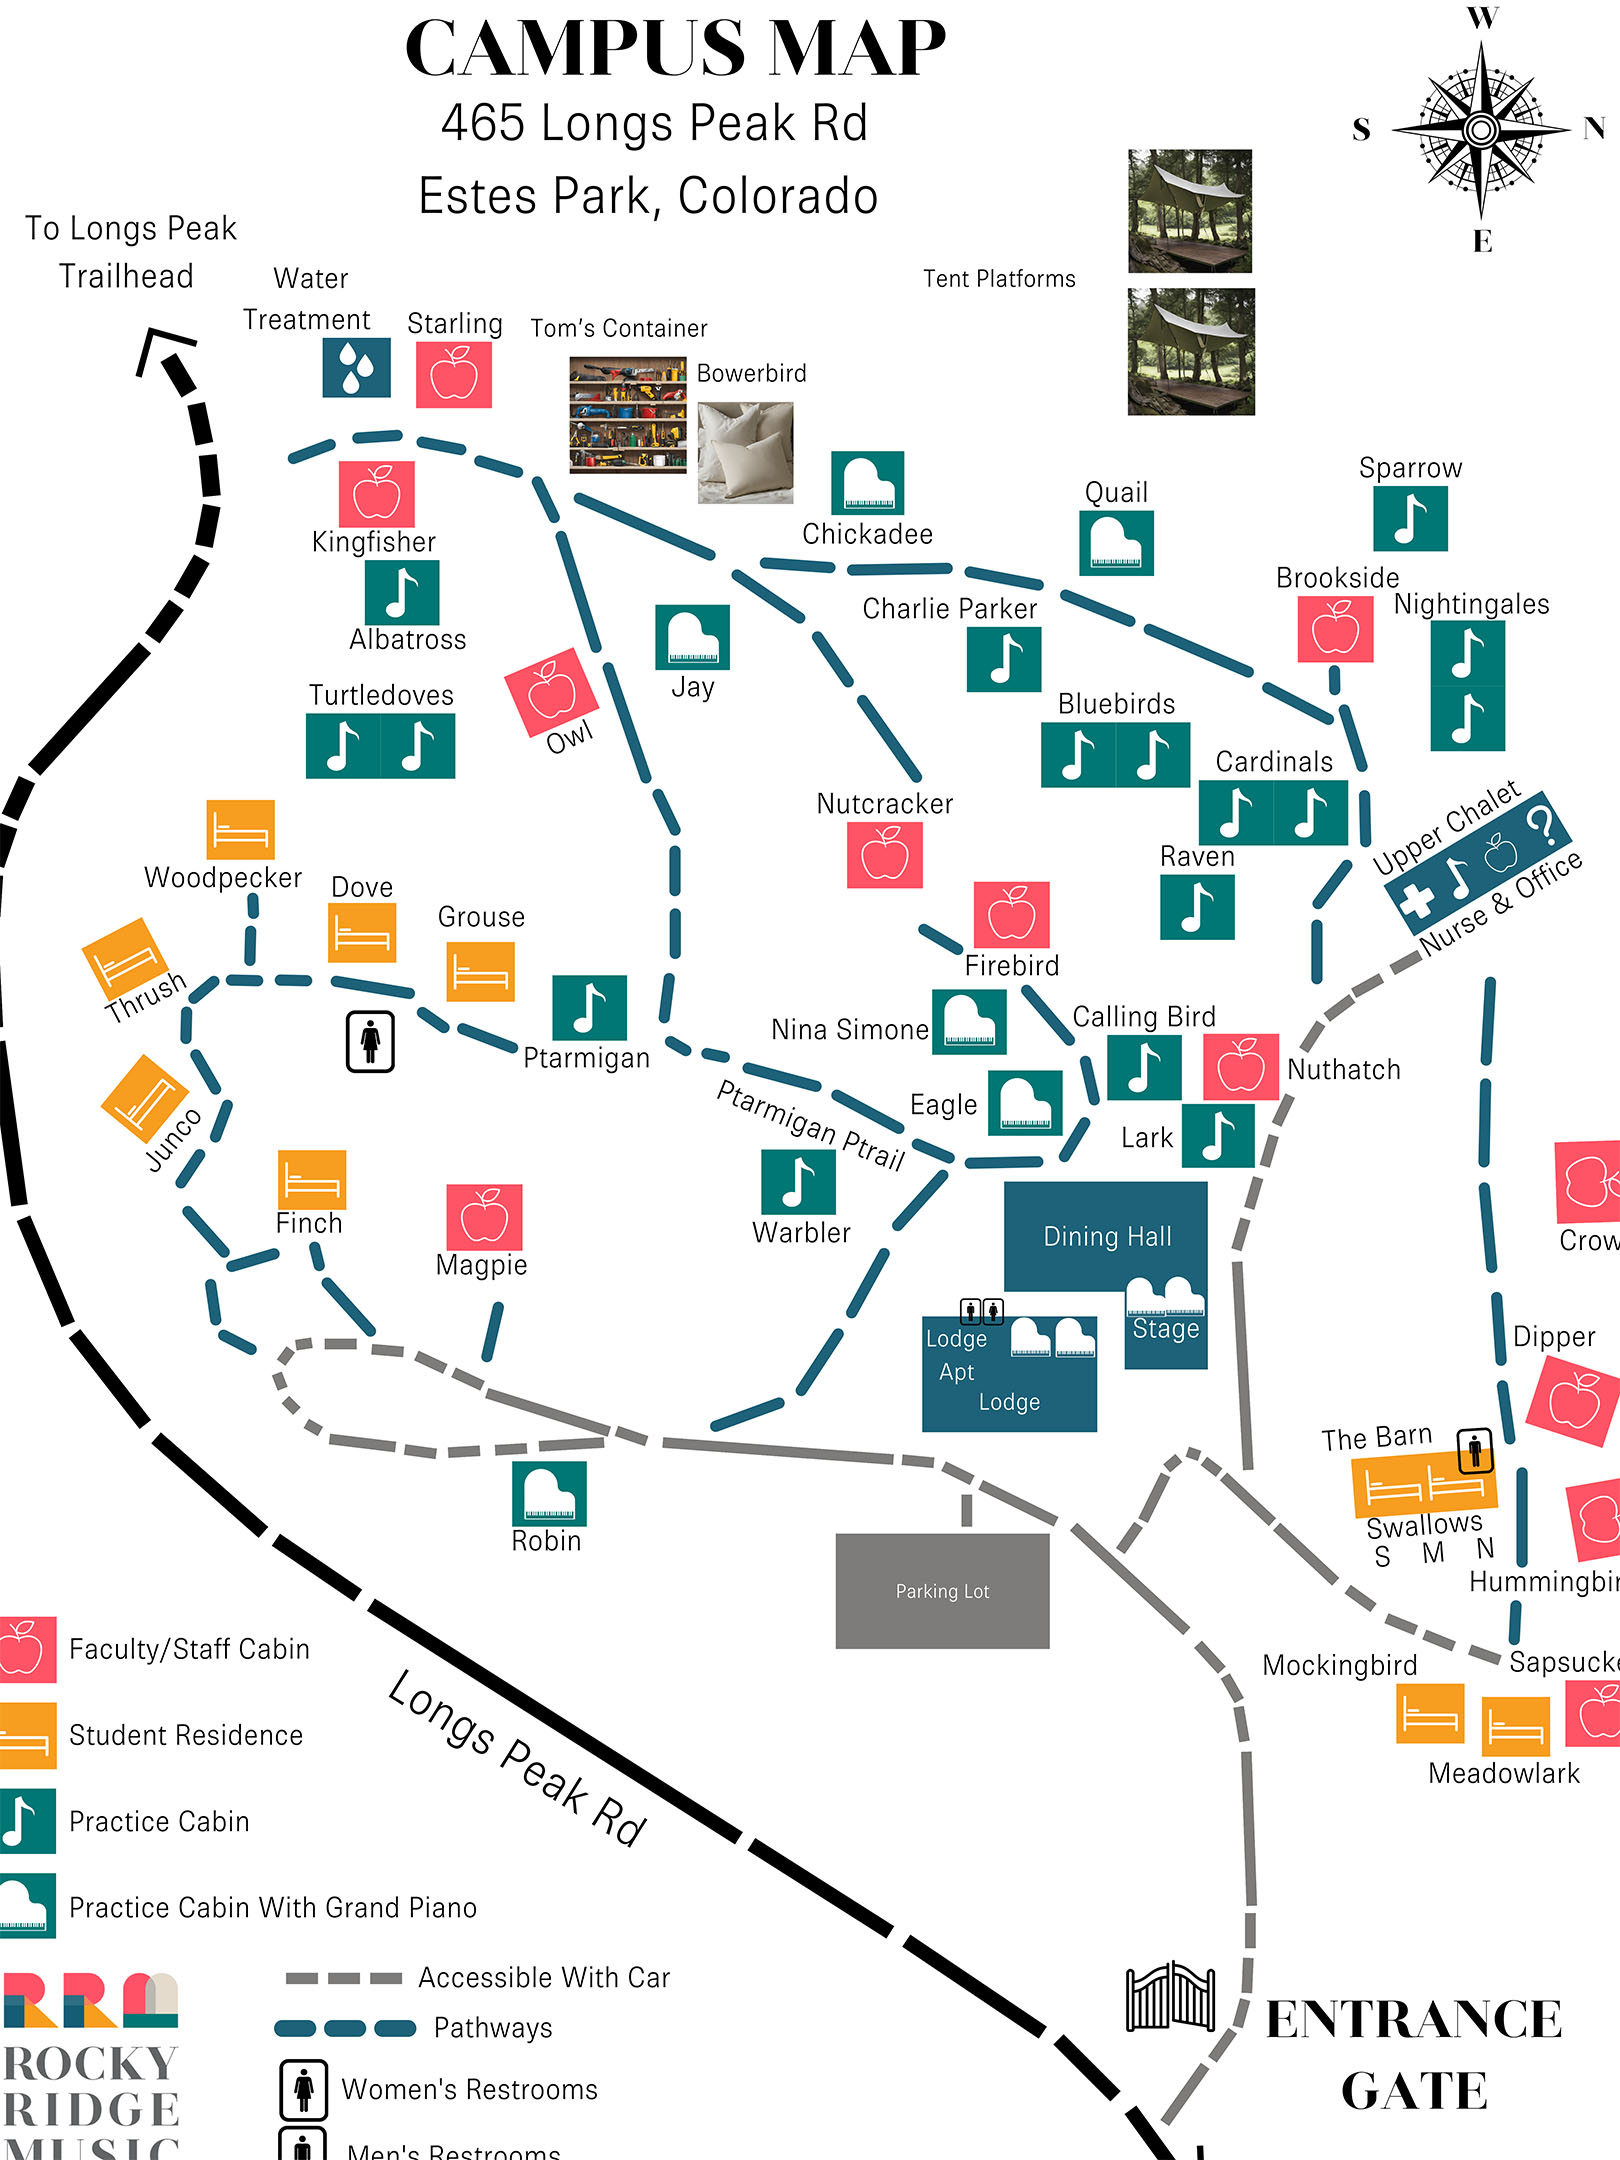 CAMPUS MAP
465 Longs Peak Rd
Estes Park, Colorado
W
S
N
E
To Longs Peak
Trailhead
Water
Treatment
Starling
Tom's Container
Bowerbird
Tent Platforms
Kingfisher
Albatross
Chickadee
Quail
Sparrow
Brookside
Nightingales
Charlie Parker
Turtledoves
Owl
Jay
Bluebirds
Cardinals
Nutcracker
Raven
Upper Chalet
?
Nurse & Office
Woodpecker
Dove
Grouse
Thrush
Firebird
Ptarmigan
Nina Simone
Calling Bird
Nuthatch
Eagle
Lark
Ptarmigan Ptrail
Junco
Finch
Magpie
Warbler
Dining Hall
Crow
Stage
Lodge
Apt
Lodge
Dipper
The Barn
Swallows
S M N
Robin
Parking Lot
Hummingbir
Mockingbird
Sapsucke
Meadowlark
Longs Peak Rd
Faculty/Staff Cabin
Student Residence
Practice Cabin
Practice Cabin With Grand Piano
Accessible With Car
Pathways
Women's Restrooms
Men's Restrooms
RRM
ROCKY
RIDGE
MUSIC
ENTRANCE
GATE